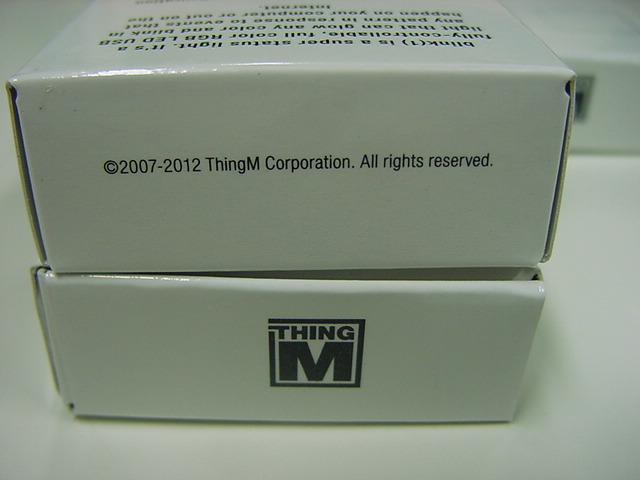 blink(1) is a super status light. It's a
fully-controllable, full color RGB LED USB
light that can glow any color and blink in
any pattern in response to events that
happen on your computer or out on the
Internet.
©2007-2012 ThingM Corporation. All rights reserved.
THING
M